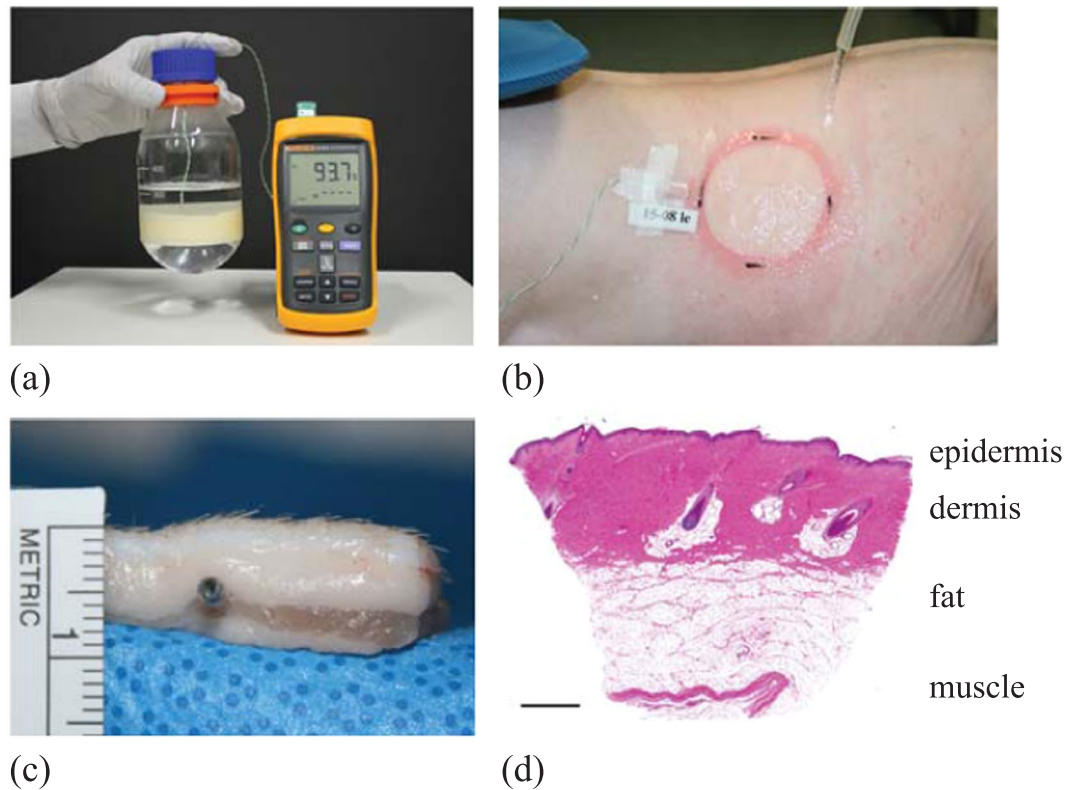 93.7
15-08 le
(a)
(b)
METRIC
1
epidermis
dermis
fat
muscle
(c)
(d)